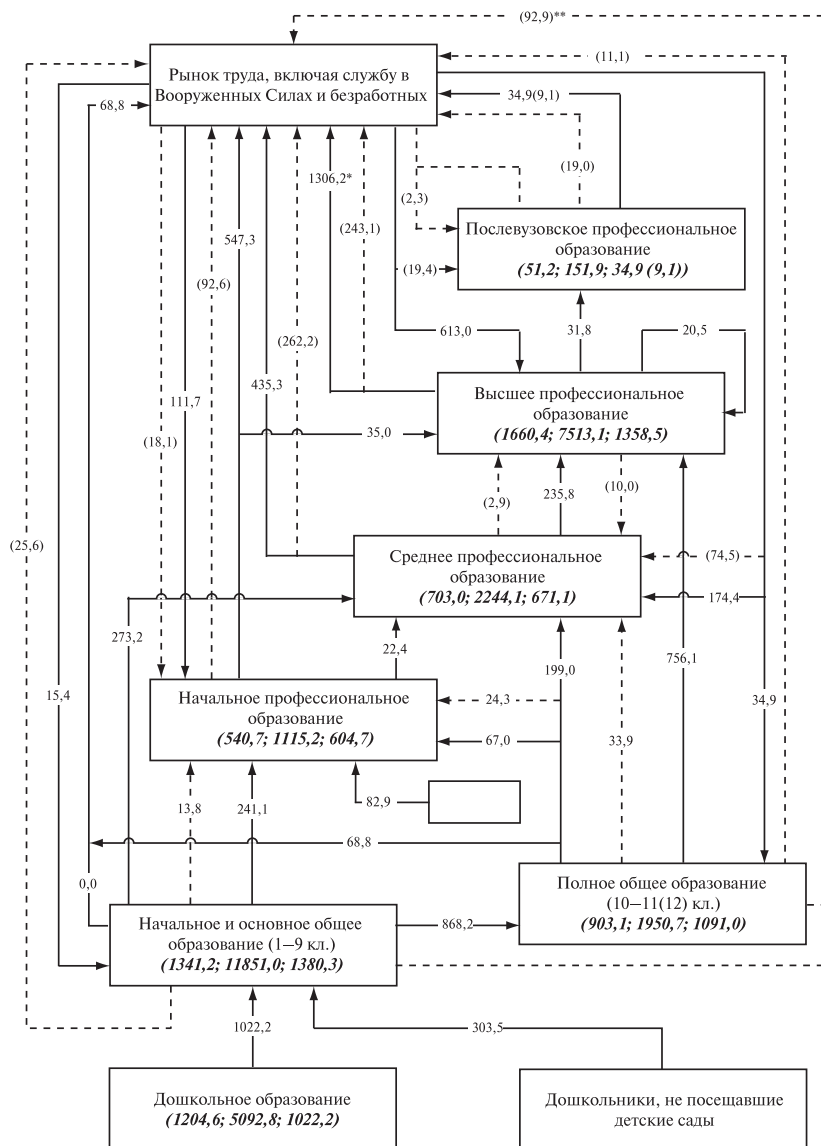 (92,9)**
(11,1)
Рынок труда, включая службу в
Вооруженных Силах и безработных
68,8
34,9(9,1)
1306,2*
(19,0)
(2,3)
(243,1)
547,3
Послевузовское профессиональное
образование
(51,2; 151,9; 34,9 (9,1))
(19,4)
(92,6)
613,0
31,8
20,5
(262,2)
435,3
111,7
Высшее профессиональное
образование
(1660,4; 7513,1; 1358,5)
35,0
(18,1)
(2,9)
235,8
(10,0)
(25,6)
Среднее профессиональное
образование
(703,0; 2244,1; 671,1)
(74,5)
174,4
273,2
22,4
199,0
756,1
15,4
34,9
Начальное профессиональное
образование
(540,7; 1115,2; 604,7)
24,3
67,0
33,9
13,8
241,1
82,9
68,8
0,0
Полное общее образование
(10–11(12) кл.)
(903,1; 1950,7; 1091,0)
Начальное и основное общее
образование (1–9 кл.)
(1341,2; 11851,0; 1380,3)
868,2
1022,2
303,5
Дошкольное образование
(1204,6; 5092,8; 1022,2)
Дошкольники, не посещавшие
детские сады